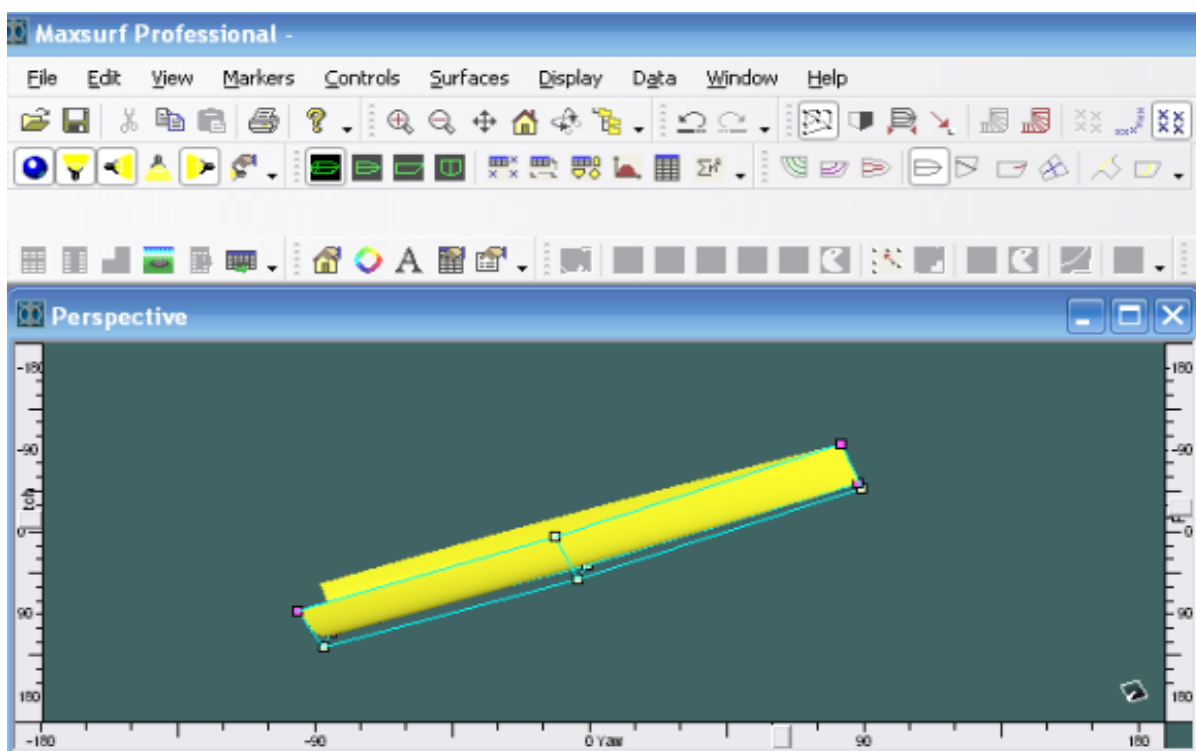 Maxsurf Professional -
File Edit View Markers Controls Surfaces Display Data Window Help
Perspective
-180 -180
-90 -90
0 0
90 90
180 180
-180 -90 0 Yaw 90 180